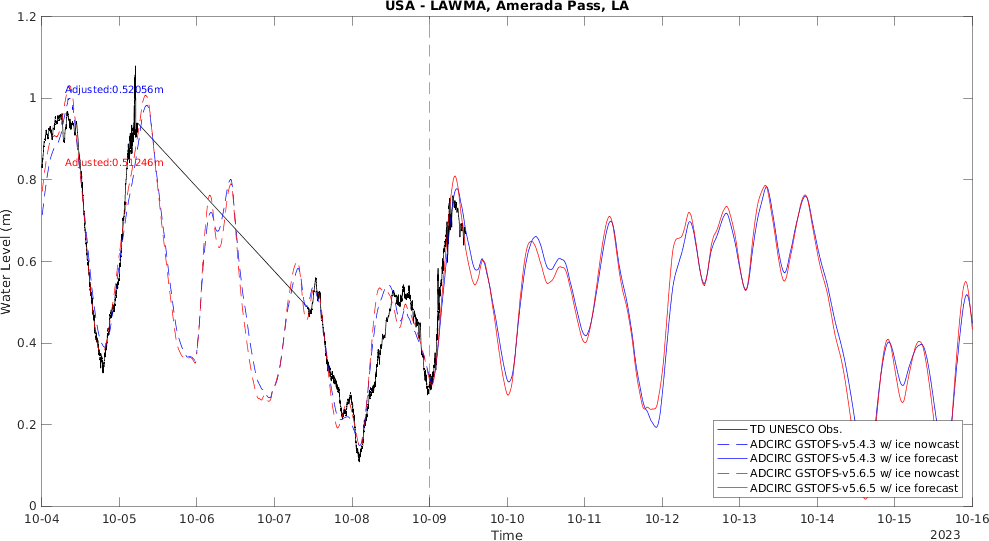 USA - LAWMA, Amerada Pass, LA
1.2
1
0.8
0.6
0.4
0.2
0
Water Level (m)
Adjusted:0.52056m
Adjusted:0.51246m
TD UNESCO Obs.
ADCIRC GSTOFS-v5.4.3 w/ ice nowcast
ADCIRC GSTOFS-v5.4.3 w/ ice forecast
ADCIRC GSTOFS-v5.6.5 w/ ice nowcast
ADCIRC GSTOFS-v5.6.5 w/ ice forecast
10-04 10-05 10-06 10-07 10-08 10-09 10-10 10-11 10-12 10-13 10-14 10-15 10-16
Time
2023